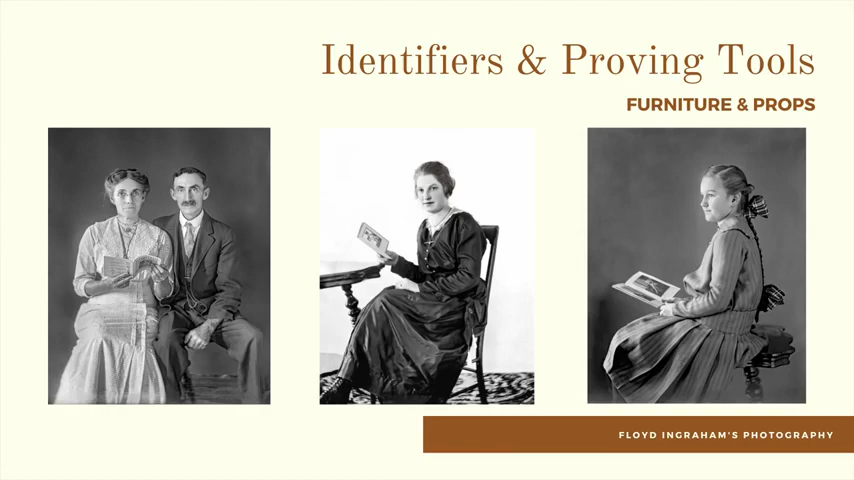 Identifiers & Proving Tools
FURNITURE & PROPS
FLOYD INGRAHAM'S PHOTOGRAPHY